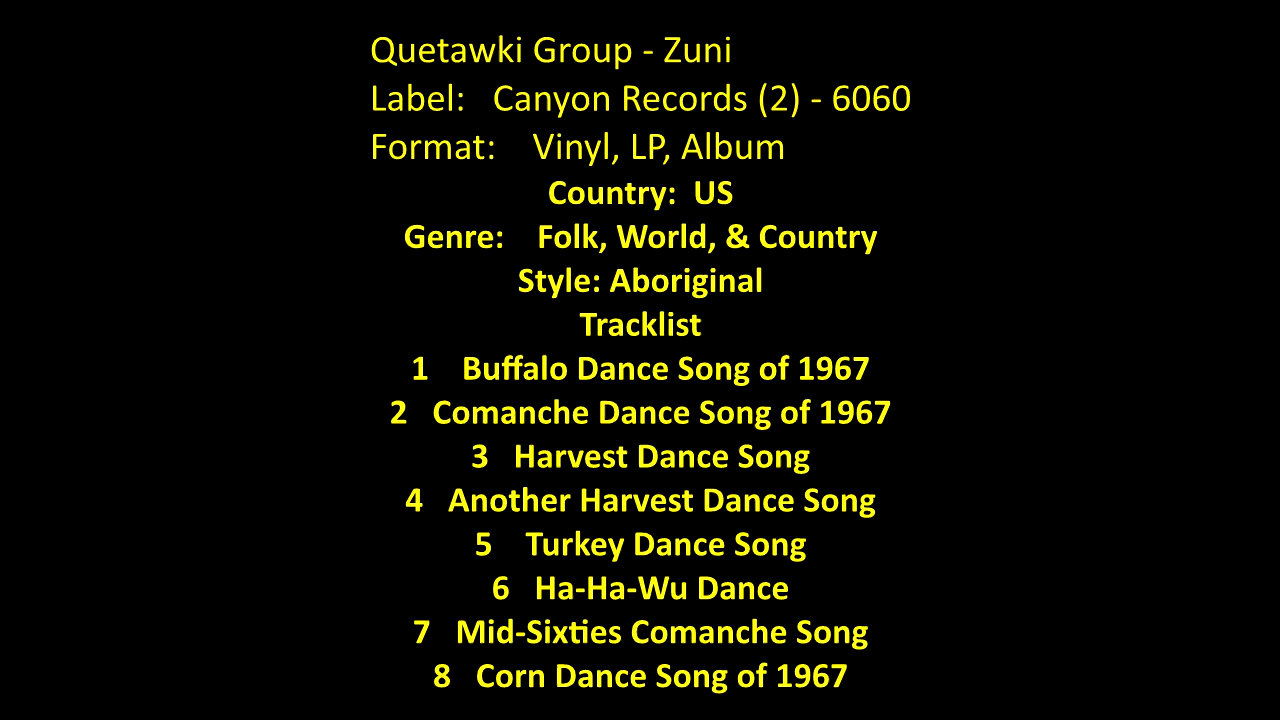 Quetawki Group - Zuni
Label: Canyon Records (2) - 6060
Format: Vinyl, LP, Album
Country: US
Genre: Folk, World, & Country
Style: Aboriginal
Tracklist
1 Buffalo Dance Song of 1967
2 Comanche Dance Song of 1967
3 Harvest Dance Song
4 Another Harvest Dance Song
5 Turkey Dance Song
6 Ha-Ha-Wu Dance
7 Mid-Sixties Comanche Song
8 Corn Dance Song of 1967